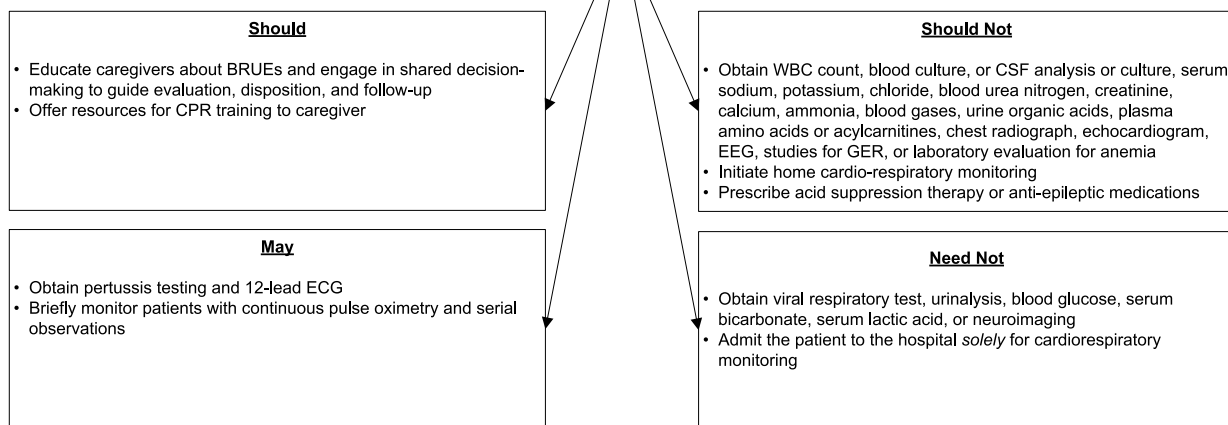 Should
• Educate caregivers about BRUEs and engage in shared decision-
making to guide evaluation, disposition, and follow-up
• Offer resources for CPR training to caregiver
Should Not
• Obtain WBC count, blood culture, or CSF analysis or culture, serum
sodium, potassium, chloride, blood urea nitrogen, creatinine,
calcium, ammonia, blood gases, urine organic acids, plasma
amino acids or acylcarnitines, chest radiograph, echocardiogram,
EEG, studies for GER, or laboratory evaluation for anemia
• Initiate home cardio-respiratory monitoring
• Prescribe acid suppression therapy or anti-epileptic medications
May
• Obtain pertussis testing and 12-lead ECG
• Briefly monitor patients with continuous pulse oximetry and serial
observations
Need Not
• Obtain viral respiratory test, urinalysis, blood glucose, serum
bicarbonate, serum lactic acid, or neuroimaging
• Admit the patient to the hospital solely for cardiorespiratory
monitoring